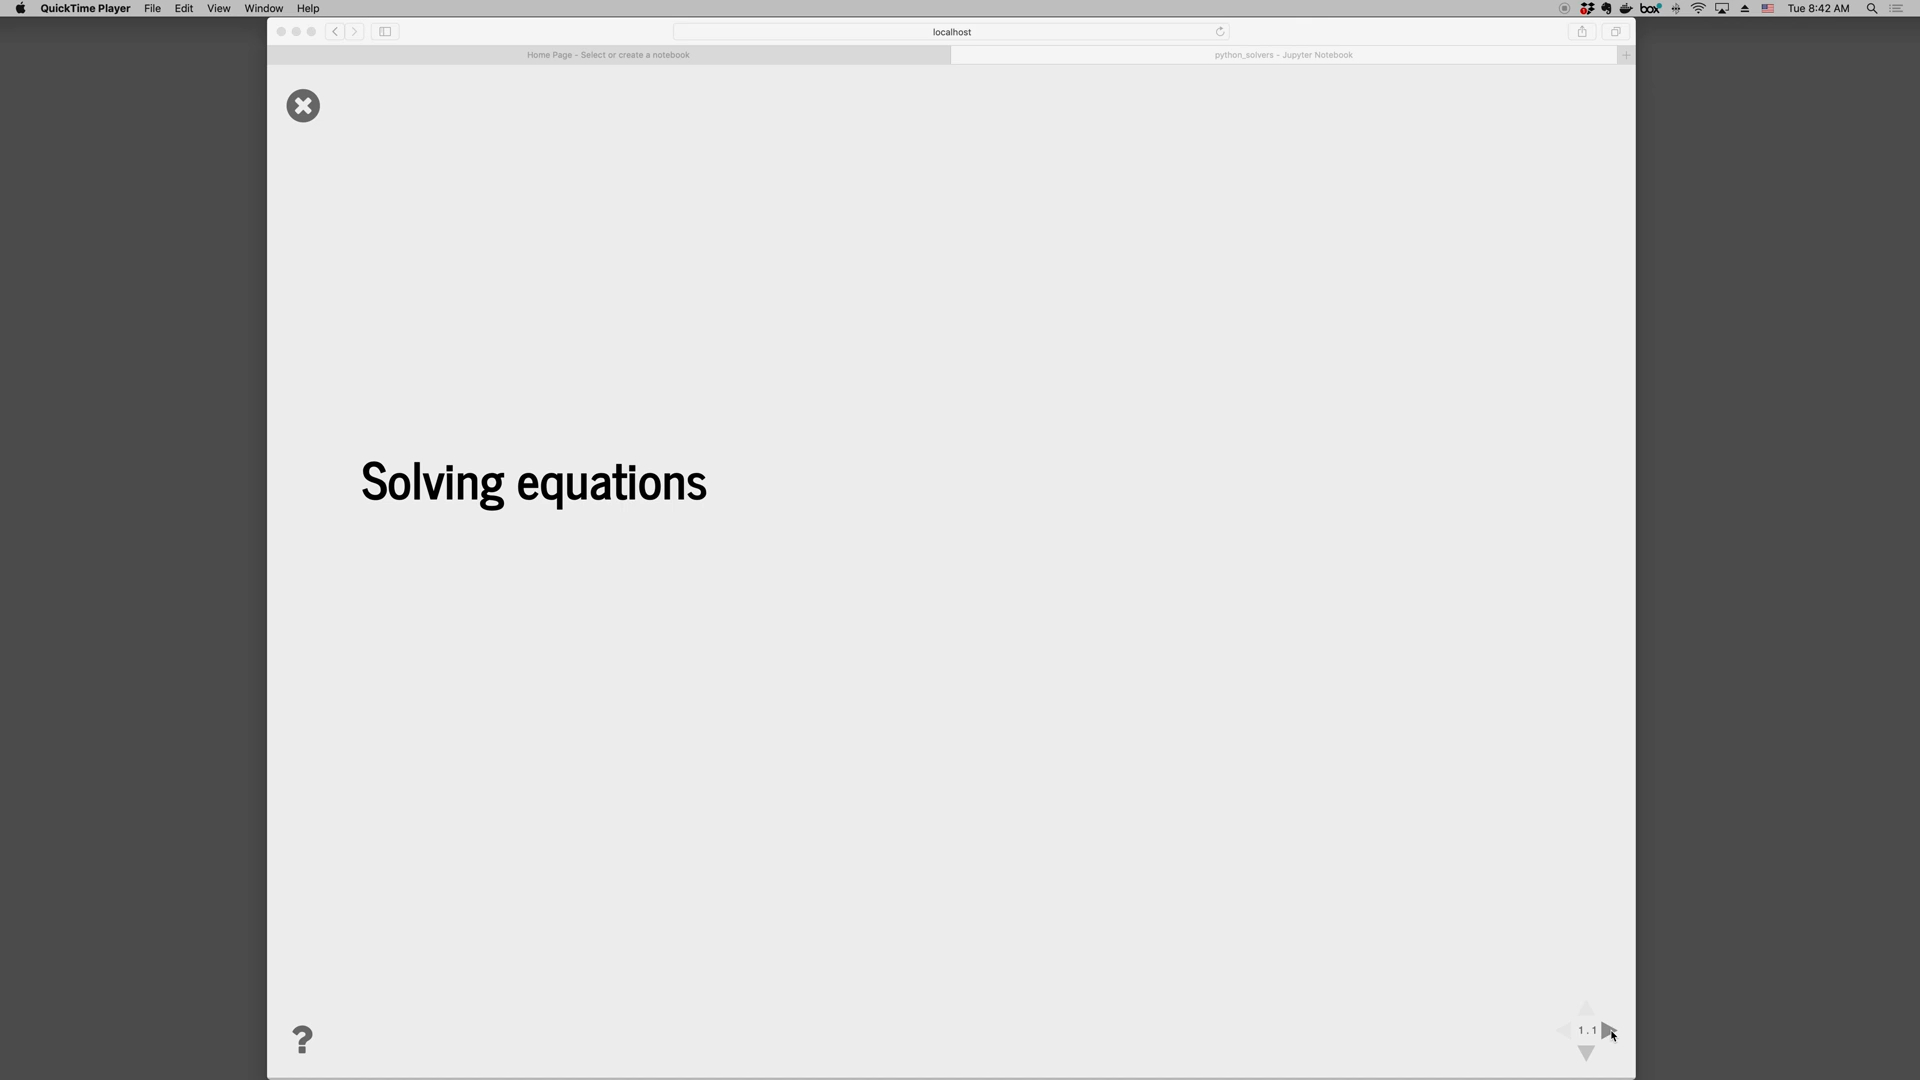 QuickTime Player File Edit View Window Help box Tue 8:42 AM
localhost
Home Page - Select or create a notebook python_solvers - Jupyter Notebook
Solving equations
?
1.1